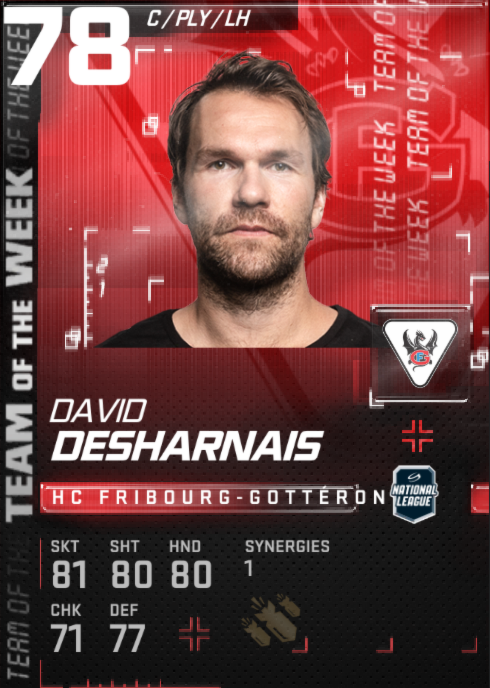 78
C/PLY/LH
TEAM OF THE WEEK
TEAM OF THE WEEK
TEAM OF THE WEEK
DAVID
DESHARNAIS
HC FRIBOURG-GOTTÉRON
NATIONAL
LEAGUE
SKT SHT HND SYNERGIES
81 80 80 1
CHK DEF
71 77